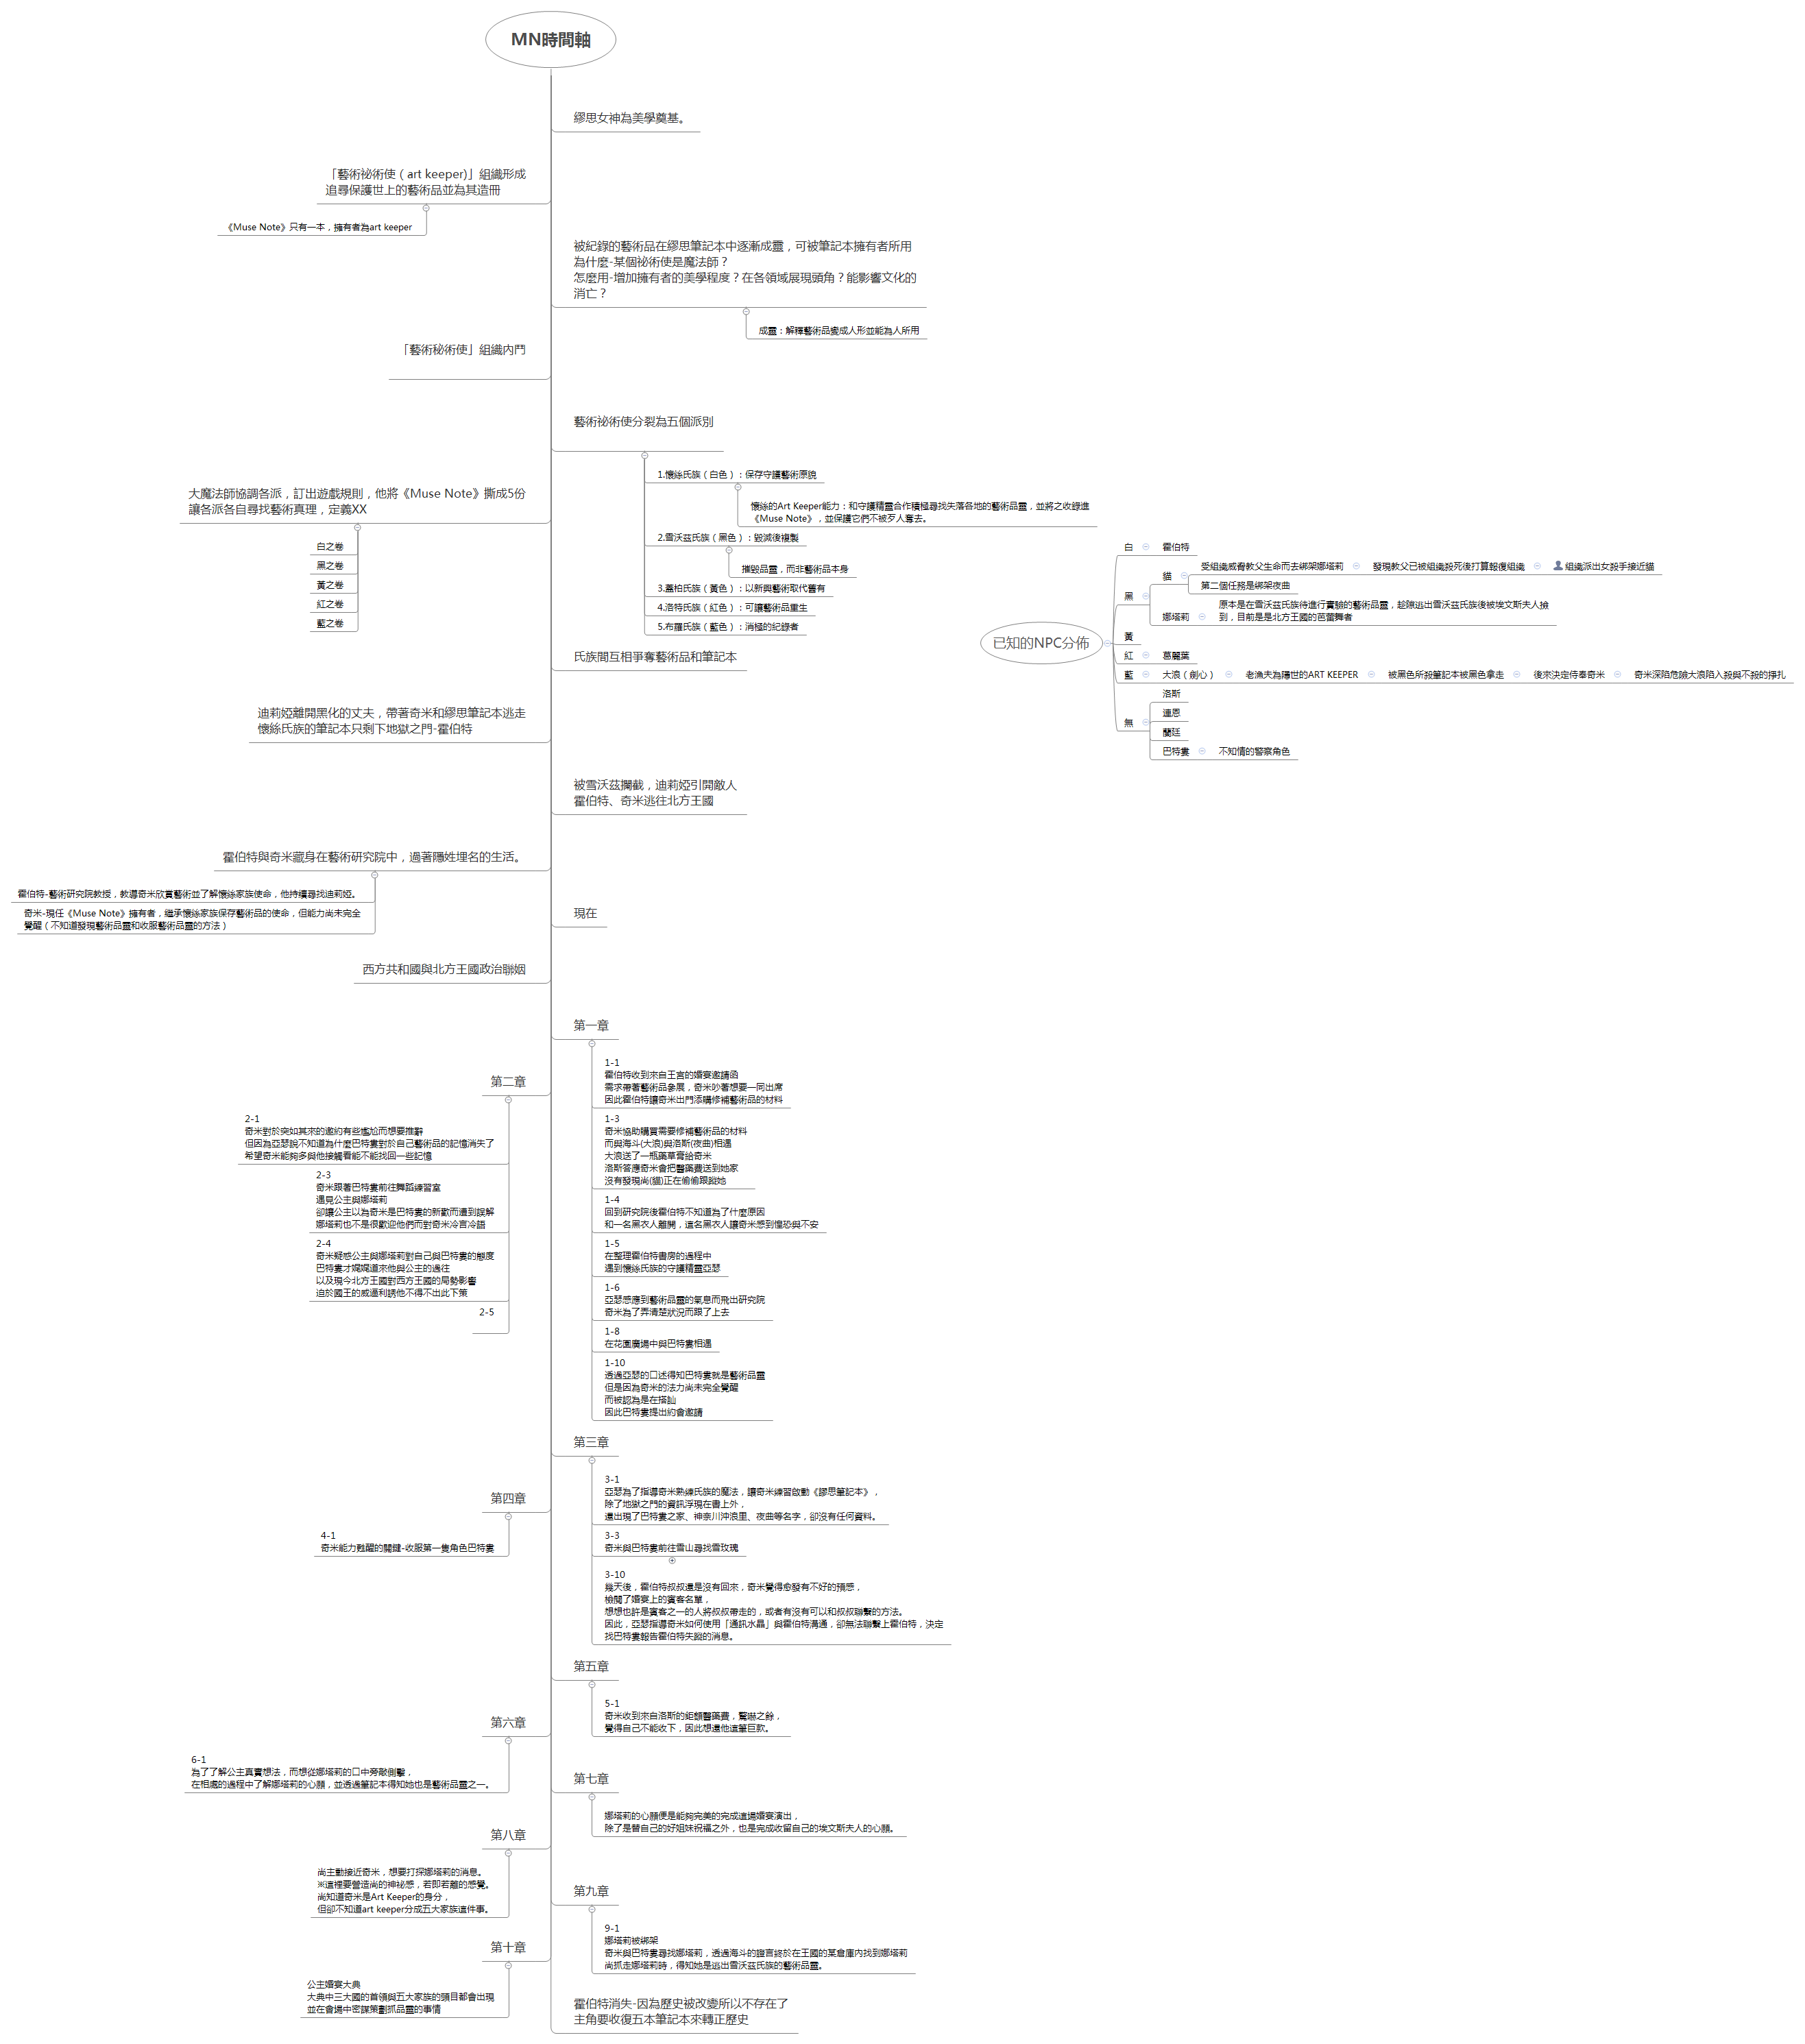 MN時間軸
繆思女神為美學奠基。
「藝術祕術使（art keeper)」組織形成
追尋保護世上的藝術品並為其造冊
《Muse Note》只有一本，擁有者為art keeper
被紀錄的藝術品在繆思筆記本中逐漸成靈，可被筆記本擁有者所用
為什麼-某個祕術使是魔法師？
怎麼用-增加擁有者的美學程度？在各領域展現頭角？能影響文化的
消亡？
成靈：解釋藝術品變成人形並能為人所用
「藝術秘術使」組織內鬥
藝術祕術使分裂為五個派別
1.懷絲氏族（白色）：保存守護藝術原貌
懷絲的Art Keeper能力：和守護精靈合作積極尋找失落各地的藝術品靈，並將之收錄進
《Muse Note》，並保護它們不被歹人奪去。
2.雪沃茲氏族（黑色）：毀滅後複製
摧毀品靈，而非藝術品本身
3.蓋柏氏族（黃色）：以新興藝術取代舊有
4.洛特氏族（紅色）：可讓藝術品重生
5.布羅氏族（藍色）：消極的紀錄者
大魔法師協調各派，訂出遊戲規則，他將《Muse Note》撕成5份
讓各派各自尋找藝術真理，定義XX
白之卷
黑之卷
黃之卷
紅之卷
藍之卷
氏族間互相爭奪藝術品和筆記本
迪莉婭離開黑化的丈夫，帶著奇米和繆思筆記本逃走
懷絲氏族的筆記本只剩下地獄之門-霍伯特
被雪沃茲攔截，迪莉婭引開敵人
霍伯特、奇米逃往北方王國
霍伯特與奇米藏身在藝術研究院中，過著隱姓埋名的生活。
霍伯特-藝術研究院教授，教導奇米欣賞藝術並了解懷絲家族使命，他持續尋找迪莉婭。
奇米-現任《Muse Note》擁有者，繼承懷絲家族保存藝術品的使命，但能力尚未完全
覺醒（不知道發現藝術品靈和收服藝術品靈的方法）
現在
西方共和國與北方王國政治聯姻
第一章
1-1
霍伯特收到來自王宮的婚宴邀請函
需求帶著藝術品參展，奇米吵著想要一同出席
因此霍伯特讓奇米出門添購修補藝術品的材料
1-3
奇米協助購買需要修補藝術品的材料
而與海斗(大浪)與洛斯(夜曲)相遇
大浪送了一瓶藥草膏給奇米
洛斯答應奇米會把醫藥費送到她家
沒有發現尚(貓)正在偷偷跟蹤她
1-4
回到研究院後霍伯特不知道為了什麼原因
和一名黑衣人離開，這名黑衣人讓奇米感到惶恐與不安
1-5
在整理霍伯特書房的過程中
遇到懷絲氏族的守護精靈亞瑟
1-6
亞瑟感應到藝術品靈的氣息而飛出研究院
奇米為了弄清楚狀況而跟了上去
1-8
在花園廣場中與巴特婁相遇
1-10
透過亞瑟的口述得知巴特婁就是藝術品靈
但是因為奇米的法力尚未完全覺醒
而被認為是在搭訕
因此巴特婁提出約會邀請
第二章
2-1
奇米對於突如其來的邀約有些尷尬而想要推辭
但因為亞瑟說不知道為什麼巴特婁對於自己藝術品的記憶消失了
希望奇米能夠多與他接觸看能不能找回一些記憶
2-3
奇米跟著巴特婁前往舞蹈練習室
遇見公主與娜塔莉
卻讓公主以為奇米是巴特婁的新歡而遭到誤解
娜塔莉也不是很歡迎他們而對奇米冷言冷語
2-4
奇米疑惑公主與娜塔莉對自己與巴特婁的態度
巴特婁才娓娓道來他與公主的過往
以及現今北方王國對西方王國的局勢影響
迫於國王的威逼利誘他不得不出此下策
2-5
第三章
3-1
亞瑟為了指導奇米熟練氏族的魔法，讓奇米練習啟動《謬思筆記本》，
除了地獄之門的資訊浮現在書上外，
還出現了巴特婁之家、神奈川沖浪里、夜曲等名字，卻沒有任何資料。
3-3
奇米與巴特婁前往雪山尋找雪玫瑰
3-10
幾天後，霍伯特叔叔還是沒有回來，奇米覺得愈發有不好的預感，
檢閱了婚宴上的賓客名單，
想想也許是賓客之一的人將叔叔帶走的，或者有沒有可以和叔叔聯繫的方法。
因此，亞瑟指導奇米如何使用「通訊水晶」與霍伯特溝通，卻無法聯繫上霍伯特，決定
找巴特婁報告霍伯特失蹤的消息。
第四章
4-1
奇米能力甦醒的關鍵-收服第一隻角色巴特婁
第五章
5-1
奇米收到來自洛斯的鉅額醫藥費，驚嚇之餘，
覺得自己不能收下，因此想還他這筆巨款。
第六章
6-1
為了了解公主真實想法，而想從娜塔莉的口中旁敲側擊，
在相處的過程中了解娜塔莉的心願，並透過筆記本得知她也是藝術品靈之一。
第七章
娜塔莉的心願便是能夠完美的完成這場婚宴演出，
除了是替自己的好姐妹祝福之外，也是完成收留自己的埃文斯夫人的心願。
第八章
尚主動接近奇米，想要打探娜塔莉的消息。
※這裡要營造尚的神祕感，若即若離的感覺。
尚知道奇米是Art Keeper的身分，
但卻不知道art keeper分成五大家族這件事。
第九章
9-1
娜塔莉被綁架
奇米與巴特婁尋找娜塔莉，透過海斗的證言終於在王國的某倉庫內找到娜塔莉
尚抓走娜塔莉時，得知她是逃出雪沃茲氏族的藝術品靈。
第十章
公主婚宴大典
大典中三大國的首領與五大家族的頭目都會出現
並在會場中密謀策劃抓品靈的事情
霍伯特消失-因為歷史被改變所以不存在了
主角要收復五本筆記本來轉正歷史
已知的NPC分佈
白
霍伯特
黑
貓
受組織威脅教父生命而去綁架娜塔莉
發現教父已被組織殺死後打算報復組織
組織派出女殺手接近貓
第二個任務是綁架夜曲
娜塔莉
原本是在雪沃茲氏族待進行實驗的藝術品靈，趁隙逃出雪沃茲氏族後被埃文斯夫人撿
到，目前是是北方王國的芭蕾舞者
黃
紅
葛麗葉
藍
大浪（劍心）
老漁夫為隱世的ART KEEPER
被黑色所殺筆記本被黑色拿走
後來決定侍奉奇米
奇米深陷危險大浪陷入殺與不殺的掙扎
無
洛斯
連恩
蘭廷
巴特婁
不知情的警察角色